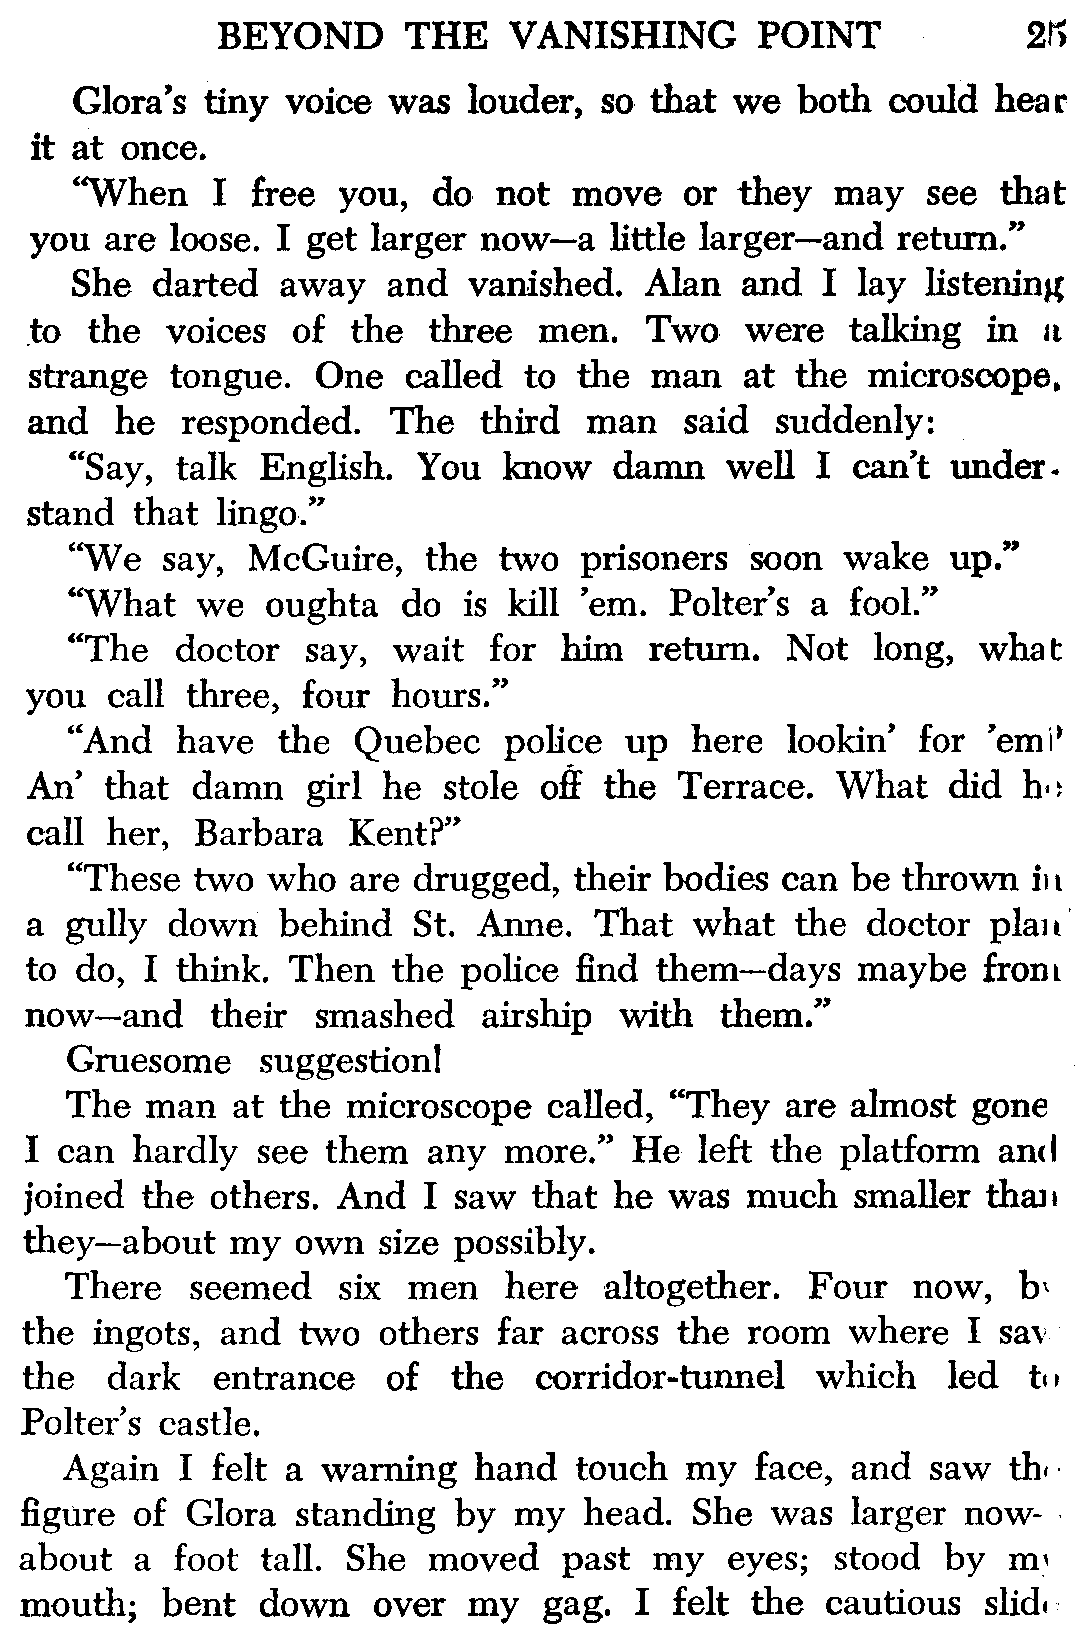 BEYOND THE VANISHING POINT 25
Glora's tiny voice was louder, so that we both could hear
it at once.
“When I free you, do not move or they may see that
you are loose. I get larger now—a little larger—and return.”
She darted away and vanished. Alan and I lay listening
to the voices of the three men. Two were talking in a
strange tongue. One called to the man at the microscope,
and he responded. The third man said suddenly:
“Say, talk English. You know damn well I can't under-
stand that lingo.”
“We say, McGuire, the two prisoners soon wake up.”
“What we oughta do is kill 'em. Polter's a fool.”
“The doctor say, wait for him return. Not long, what
you call three, four hours.”
“And have the Quebec police up here lookin' for 'em?
An' that damn girl he stole off the Terrace. What did he
call her, Barbara Kent?”
“These two who are drugged, their bodies can be thrown in
a gully down behind St. Anne. That what the doctor plan
to do, I think. Then the police find them—days maybe from
now—and their smashed airship with them.”
Gruesome suggestion!
The man at the microscope called, “They are almost gone
I can hardly see them any more.” He left the platform and
joined the others. And I saw that he was much smaller than
they—about my own size possibly.
There seemed six men here altogether. Four now, by
the ingots, and two others far across the room where I saw
the dark entrance of the corridor-tunnel which led to
Polter's castle.
Again I felt a warning hand touch my face, and saw the
figure of Glora standing by my head. She was larger now-
about a foot tall. She moved past my eyes; stood by my
mouth; bent down over my gag. I felt the cautious slide